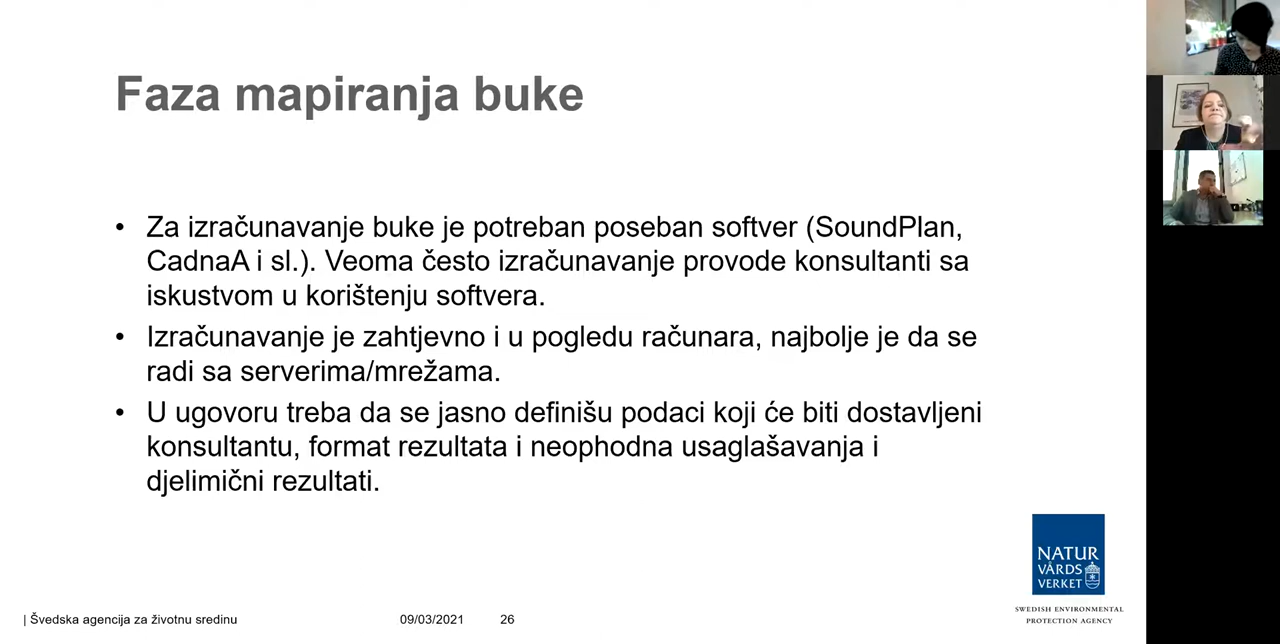 Faza mapiranja buke
• Za izračunavanje buke je potreban poseban softver (SoundPlan,
CadnaA i sl.). Veoma često izračunavanje provode konsultanti sa
iskustvom u korištenju softvera.
• Izračunavanje je zahtjevno i u pogledu računara, najbolje je da se
radi sa serverima/mrežama.
• U ugovoru treba da se jasno definišu podaci koji će biti dostavljeni
konsultantu, format rezultata i neophodna usaglašavanja i
djelimični rezultati.
NATUR
VÅRDS
VERKET
SWEDISH ENVIRONMENTAL
PROTECTION AGENCY
| Švedska agencija za životnu sredinu 09/03/2021 26